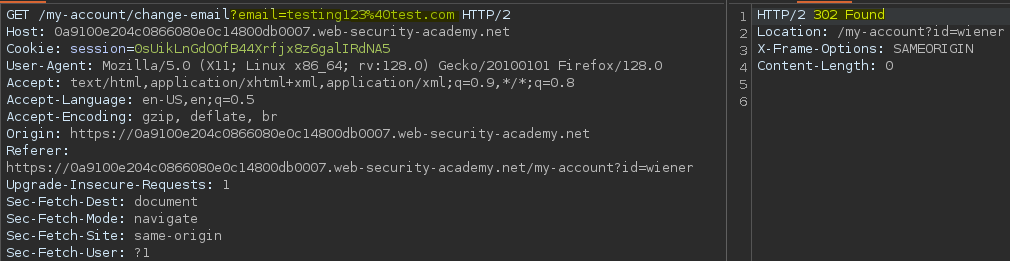 GET /my-account/change-email?email=testing123%40test.com HTTP/2
Host: 0a9100e204c0866080e0c14800db0007.web-security-academy.net
Cookie: session=0sUikLnGdO0fB44Xrfjx8z6galIRdNA5
User-Agent: Mozilla/5.0 (X11; Linux x86_64; rv:128.0) Gecko/20100101 Firefox/128.0
Accept: text/html,application/xhtml+xml,application/xml;q=0.9,*/*;q=0.8
Accept-Language: en-US,en;q=0.5
Accept-Encoding: gzip, deflate, br
Origin: https://0a9100e204c0866080e0c14800db0007.web-security-academy.net
Referer:
https://0a9100e204c0866080e0c14800db0007.web-security-academy.net/my-account?id=wiener
Upgrade-Insecure-Requests: 1
Sec-Fetch-Dest: document
Sec-Fetch-Mode: navigate
Sec-Fetch-Site: same-origin
Sec-Fetch-User: ?1
1 HTTP/2 302 Found
2 Location: /my-account?id=wiener
3 X-Frame-Options: SAMEORIGIN
4 Content-Length: 0
5
6